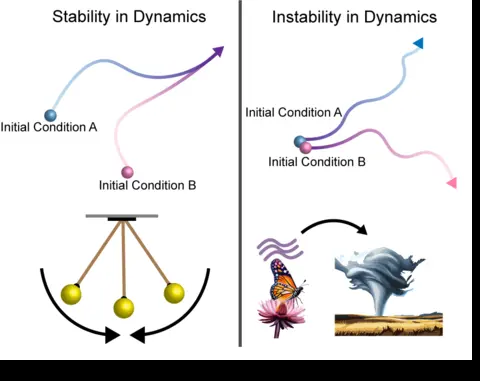 Stability in Dynamics
Initial Condition A
Initial Condition B
Instability in Dynamics
Initial Condition A
Initial Condition B